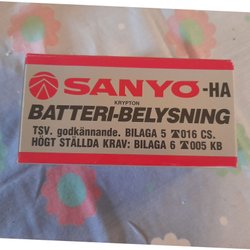 SANYO-HA
KRYPTON
BATTERI-BELYSNING
TSV. godkännande. BILAGA 5 ☎016 CS.
HÖGT STÄLLDA KRAV: BILAGA 6 ☎005 KB